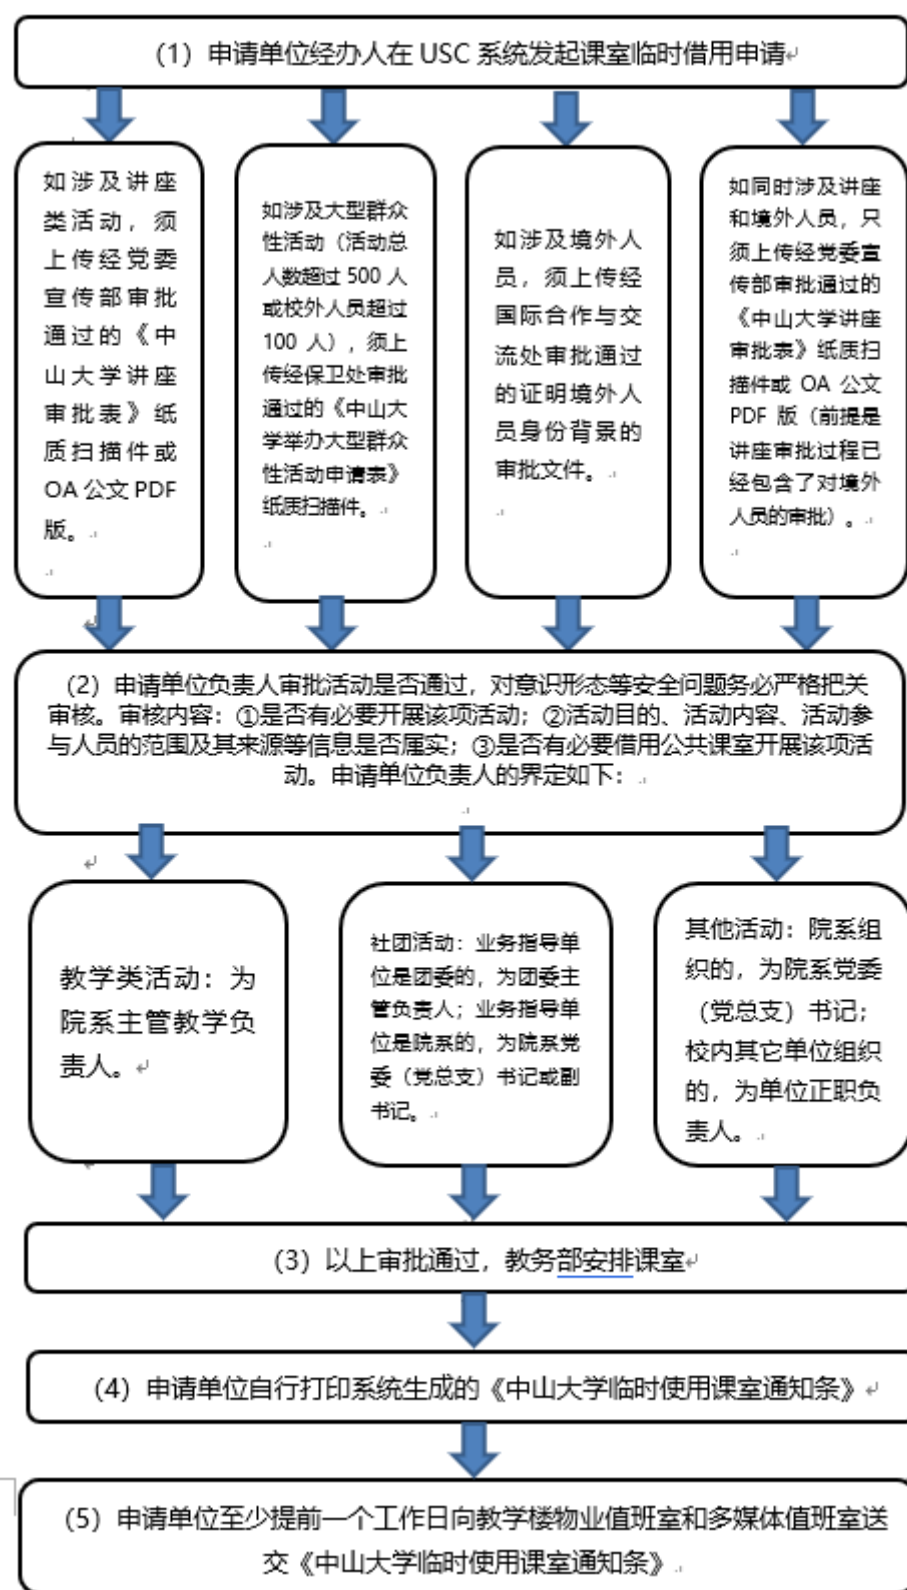 （1）申请单位经办人在 USC 系统发起课室临时借用申请
如涉及讲座
类活动，须
上传经党委
宣传部审批
通过的《中
山大学讲座
审批表》纸
质扫描件或
OA 公文 PDF
版。
如涉及大型群众
性活动（活动总
人数超过 500 人
或校外人员超过
100 人），须上
传经保卫处审批
通过的《中山大
学举办大型群众
性活动申请表》
纸质扫描件。
如涉及境外人
员，须上传经
国际合作与交
流处审批通过
的证明境外人
员身份背景的
审批文件。
如同时涉及讲座
和境外人员，只
须上传经党委宣
传部审批通过的
《中山大学讲座
审批表》纸质扫
描件或 OA 公文
PDF 版（前提是
讲座审批过程已
经包含了对境外
人员的审批）。
（2）申请单位负责人审批活动是否通过，对意识形态等安全问题务必严格把关
审核。审核内容：①是否有必要开展该项活动；②活动目的、活动内容、活动参
与人员的范围及其来源等信息是否属实；③是否有必要借用公共课室开展该项活
动。申请单位负责人的界定如下：
教学类活动：为
院系主管教学负
责人。
社团活动：业务指导单
位是团委的，为团委主
管负责人；业务指导单
位是院系的，为院系党
委（党总支）书记或副
书记。
其他活动：院系组
织的，为院系党委
（党总支）书记；
校内其它单位组织
的，为单位正职负
责人。
（3）以上审批通过，教务部安排课室
（4）申请单位自行打印系统生成的《中山大学临时使用课室通知条》
（5）申请单位至少提前一个工作日向教学楼物业值班室和多媒体值班室送
交《中山大学临时使用课室通知条》